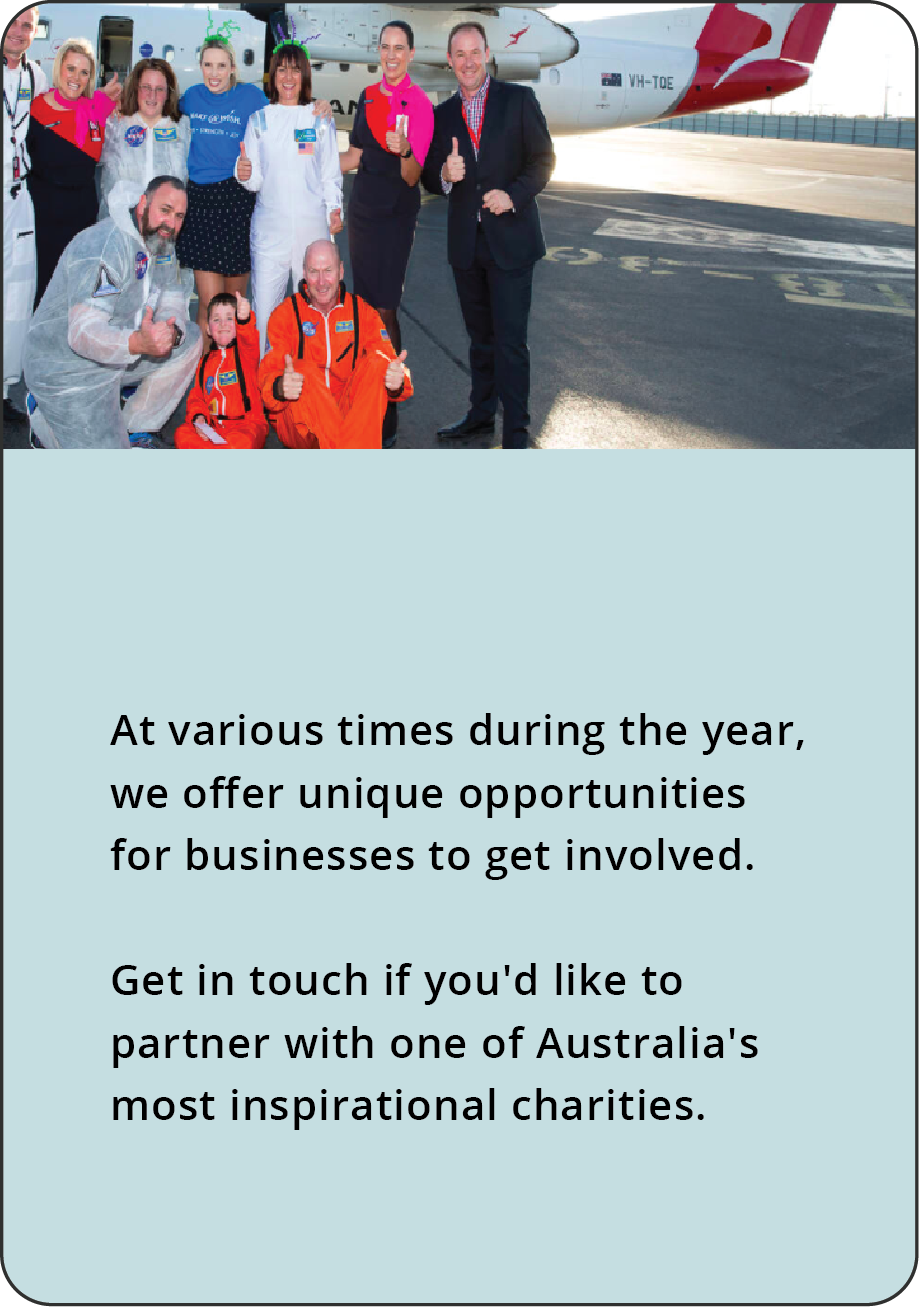 VH-TQE
At various times during the year,
we offer unique opportunities
for businesses to get involved.
Get in touch if you'd like to
partner with one of Australia's
most inspirational charities.